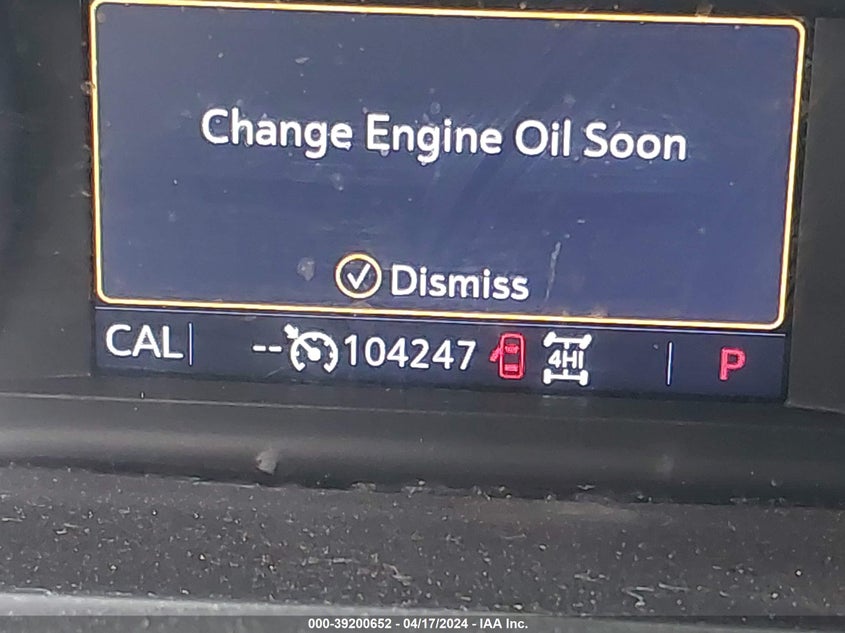 Change Engine Oil Soon
Dismiss
CAL -- 104247 4HI P
000-39200652 - 04/17/2024 - IAA Inc.